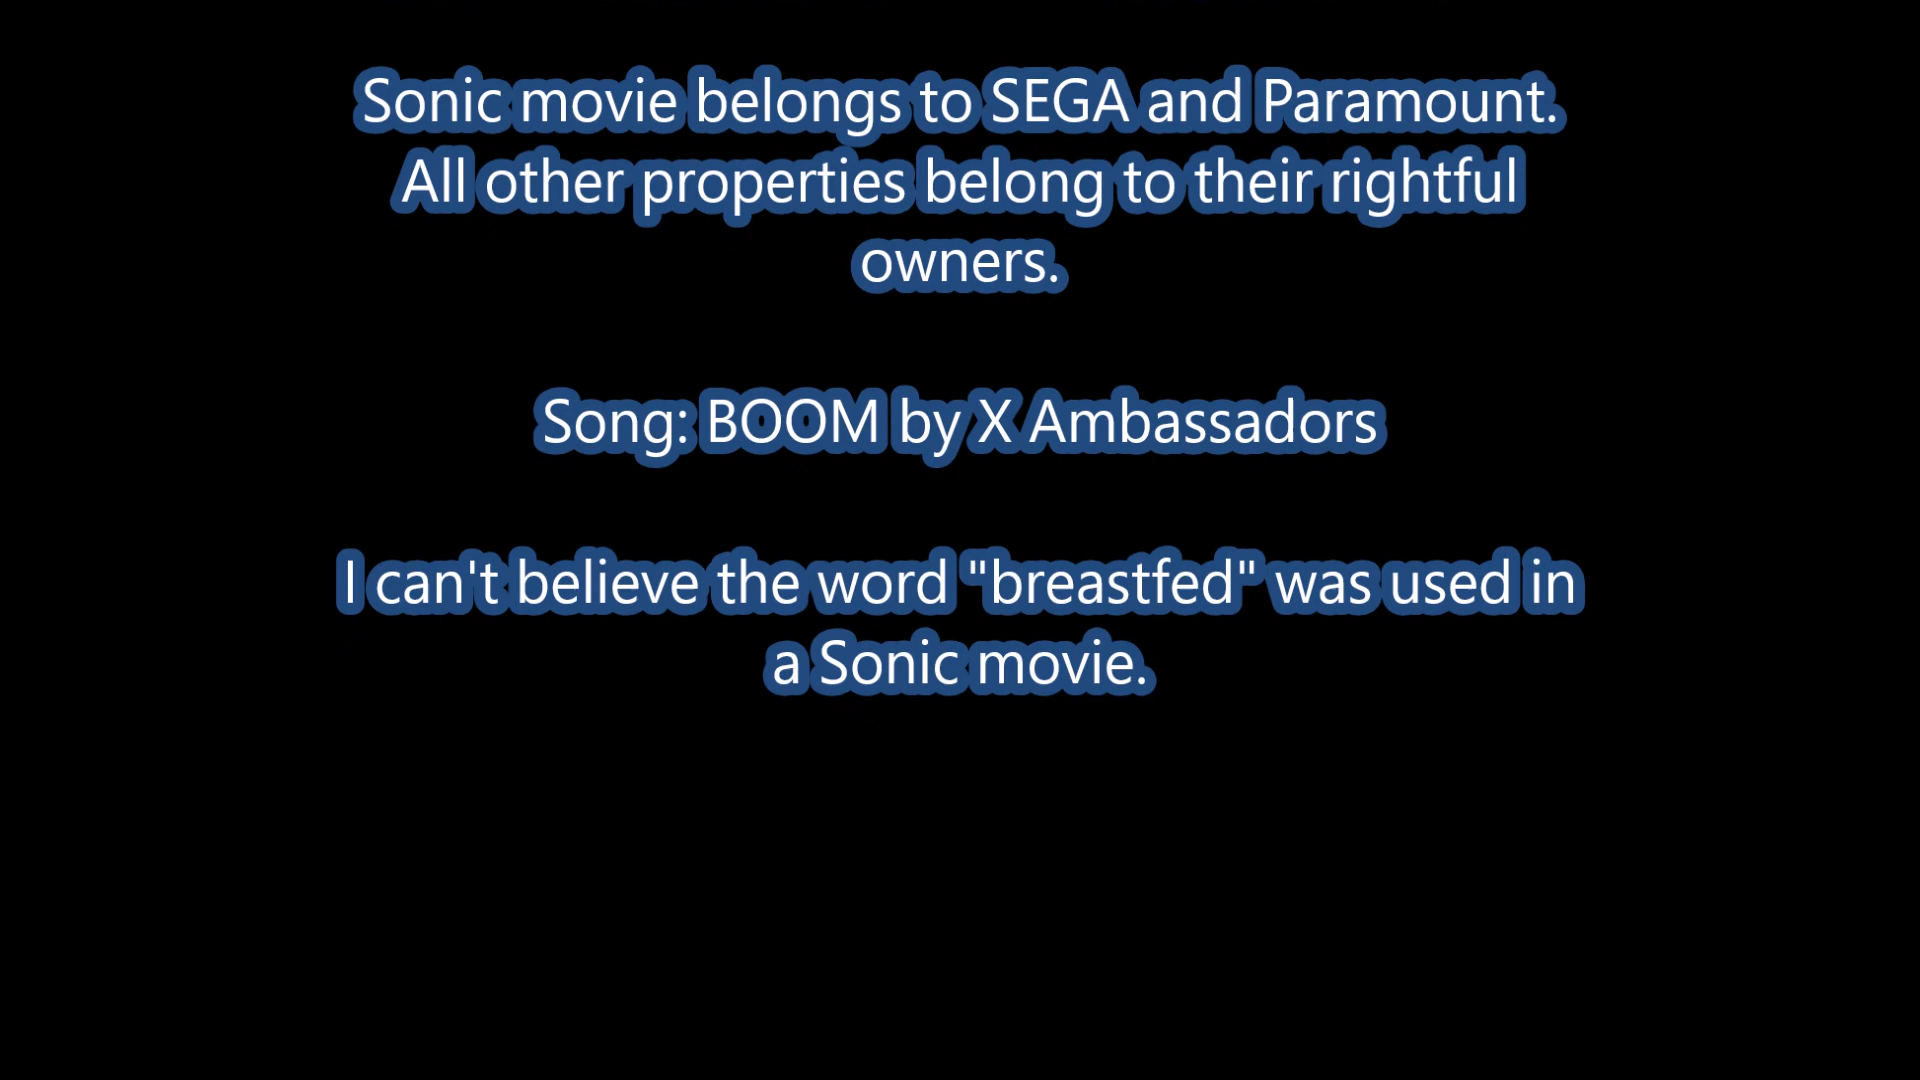 Sonic movie belongs to SEGA and Paramount.
All other properties belong to their rightful
owners.
Song: BOOM by X Ambassadors
I can't believe the word "breastfed" was used in
a Sonic movie.